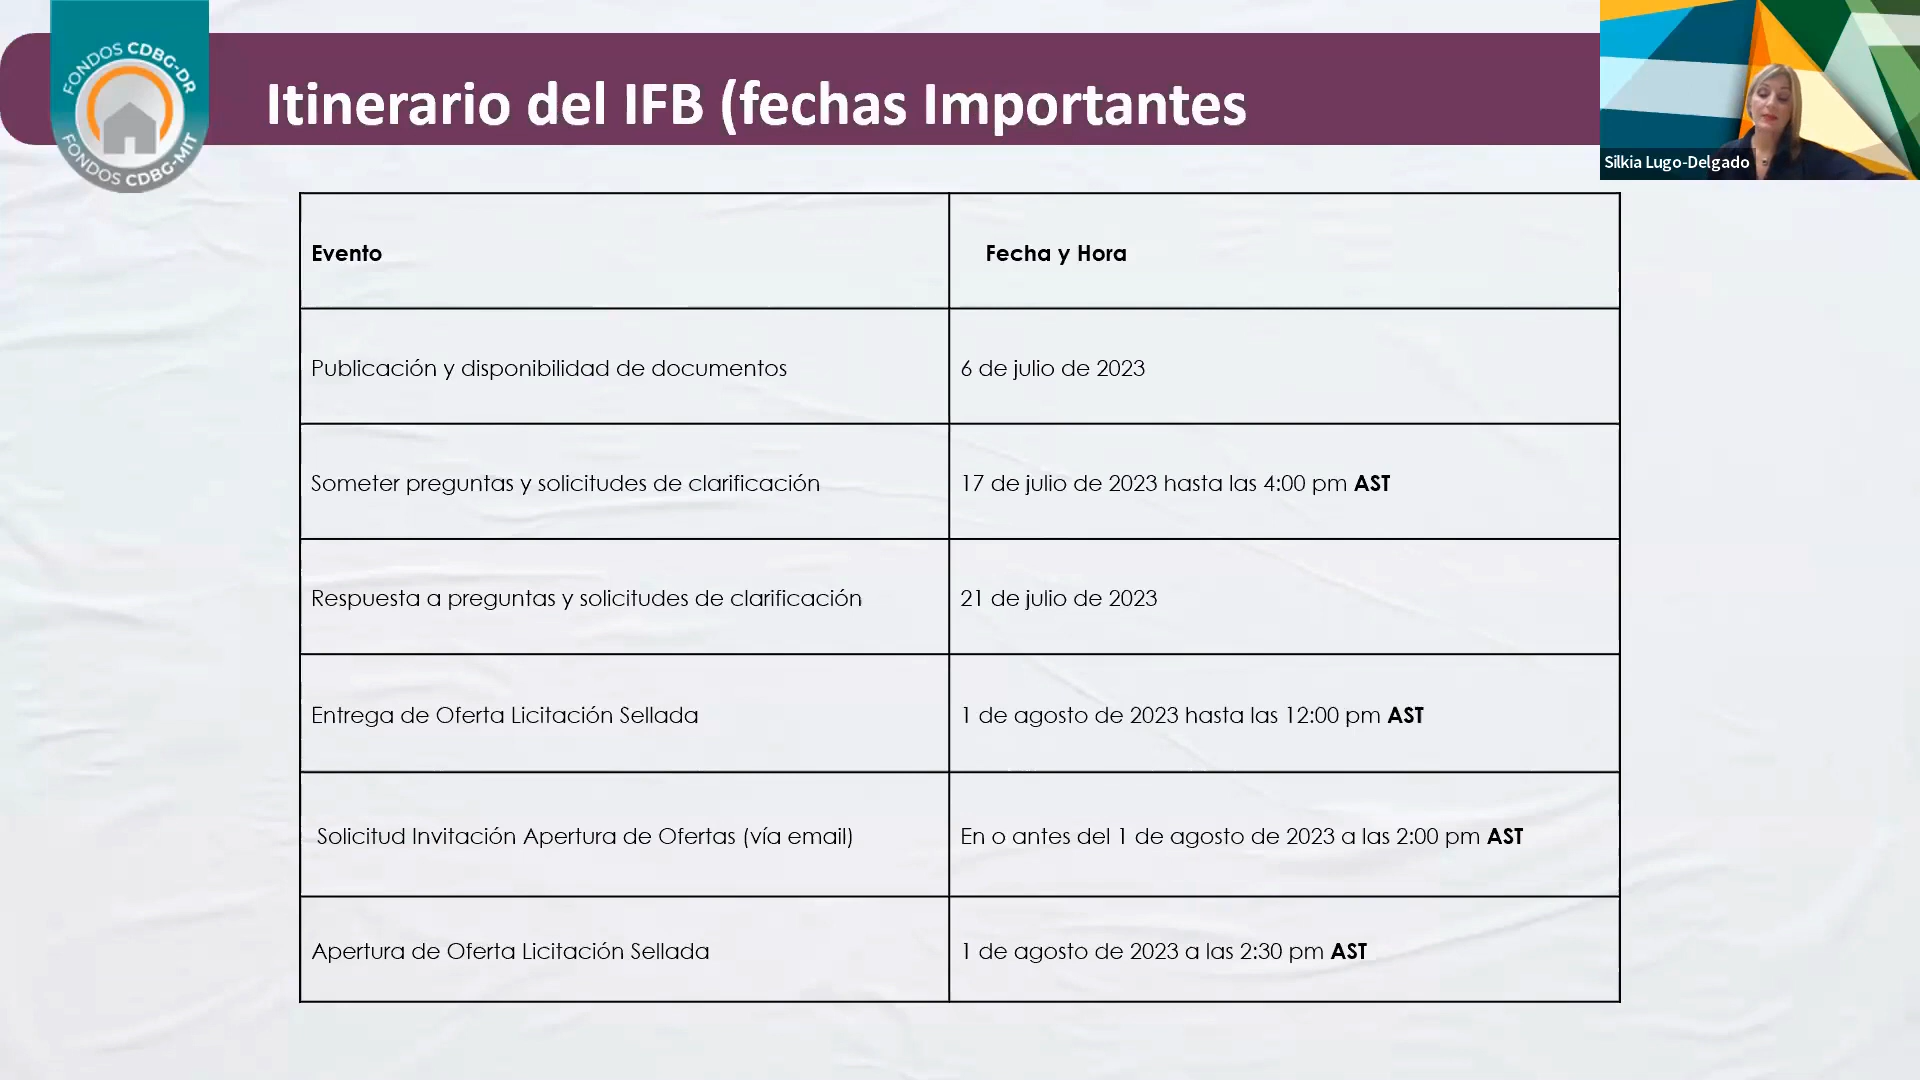 FONDOS CDBG-DR
FONDOS CDBG-MIT
Itinerario del IFB (fechas Importantes
Silkia Lugo-Delgado
Evento
Fecha y Hora
Publicación y disponibilidad de documentos
6 de julio de 2023
Someter preguntas y solicitudes de clarificación
17 de julio de 2023 hasta las 4:00 pm AST
Respuesta a preguntas y solicitudes de clarificación
21 de julio de 2023
Entrega de Oferta Licitación Sellada
1 de agosto de 2023 hasta las 12:00 pm AST
Solicitud Invitación Apertura de Ofertas (vía email)
En o antes del 1 de agosto de 2023 a las 2:00 pm AST
Apertura de Oferta Licitación Sellada
1 de agosto de 2023 a las 2:30 pm AST